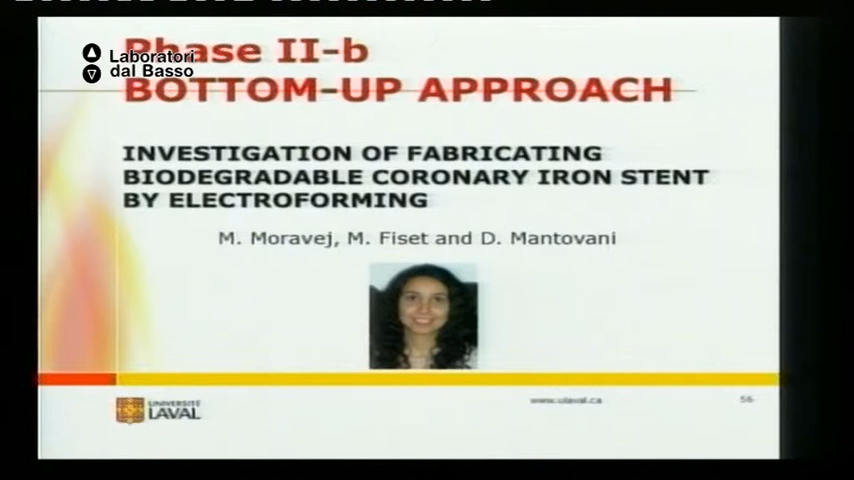 Phase II-b
Laboratori
dal Basso
BOTTOM-UP APPROACH
INVESTIGATION OF FABRICATING
BIODEGRADABLE CORONARY IRON STENT
BY ELECTROFORMING
M. Moravej, M. Fiset and D. Mantovani
UNIVERSITÉ
LAVAL
www.ulaval.ca
56